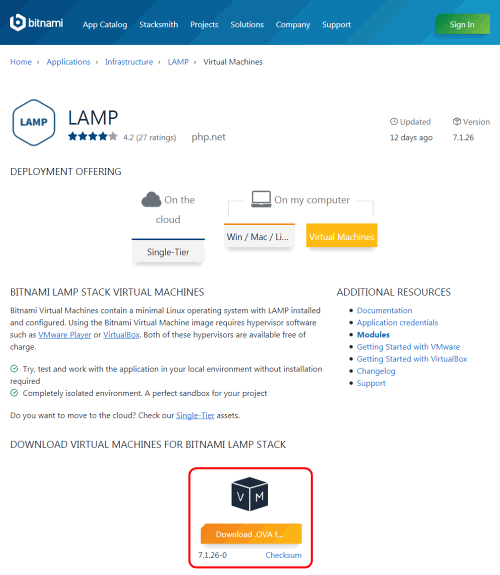 bitnami App Catalog Stacksmith Projects Solutions Company Support Sign In
Home › Applications › Infrastructure › LAMP › Virtual Machines
LAMP
LAMP
4.2 (27 ratings) php.net
Updated Version
12 days ago 7.1.26
DEPLOYMENT OFFERING
On the cloud
On my computer
Single-Tier
Win / Mac / Li...
Virtual Machines
BITNAMI LAMP STACK VIRTUAL MACHINES
Bitnami Virtual Machines contain a minimal Linux operating system with LAMP installed
and configured. Using the Bitnami Virtual Machine image requires hypervisor software
such as VMware Player or VirtualBox. Both of these hypervisors are available free of
charge.
Try, test and work with the application in your local environment without installation
required
Completely isolated environment. A perfect sandbox for your project
Do you want to move to the cloud? Check our Single-Tier assets.
ADDITIONAL RESOURCES
Documentation
Application credentials
Modules
Getting Started with VMware
Getting Started with VirtualBox
Changelog
Support
DOWNLOAD VIRTUAL MACHINES FOR BITNAMI LAMP STACK
V M
Download .OVA f...
7.1.26-0 Checksum